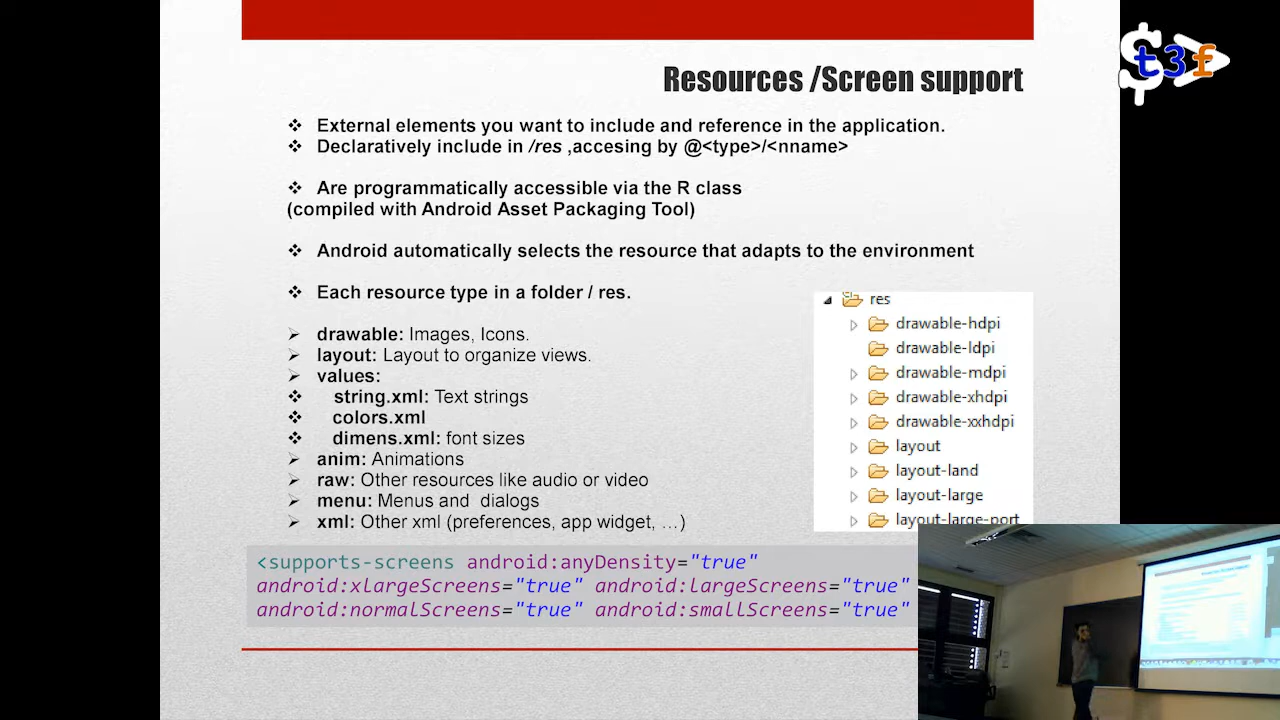 $t3f
Resources /Screen support
❖ External elements you want to include and reference in the application.
❖ Declaratively include in /res ,accesing by @<type>/<nname>
❖ Are programmatically accessible via the R class
(compiled with Android Asset Packaging Tool)
❖ Android automatically selects the resource that adapts to the environment
❖ Each resource type in a folder / res.
➢ drawable: Images, Icons.
➢ layout: Layout to organize views.
➢ values:
❖ string.xml: Text strings
❖ colors.xml
❖ dimens.xml: font sizes
➢ anim: Animations
➢ raw: Other resources like audio or video
➢ menu: Menus and dialogs
➢ xml: Other xml (preferences, app widget, …)
res
drawable-hdpi
drawable-ldpi
drawable-mdpi
drawable-xhdpi
drawable-xxhdpi
layout
layout-land
layout-large
layout-large-port
<supports-screens android:anyDensity="true"
android:xlargeScreens="true" android:largeScreens="true"
android:normalScreens="true" android:smallScreens="true"